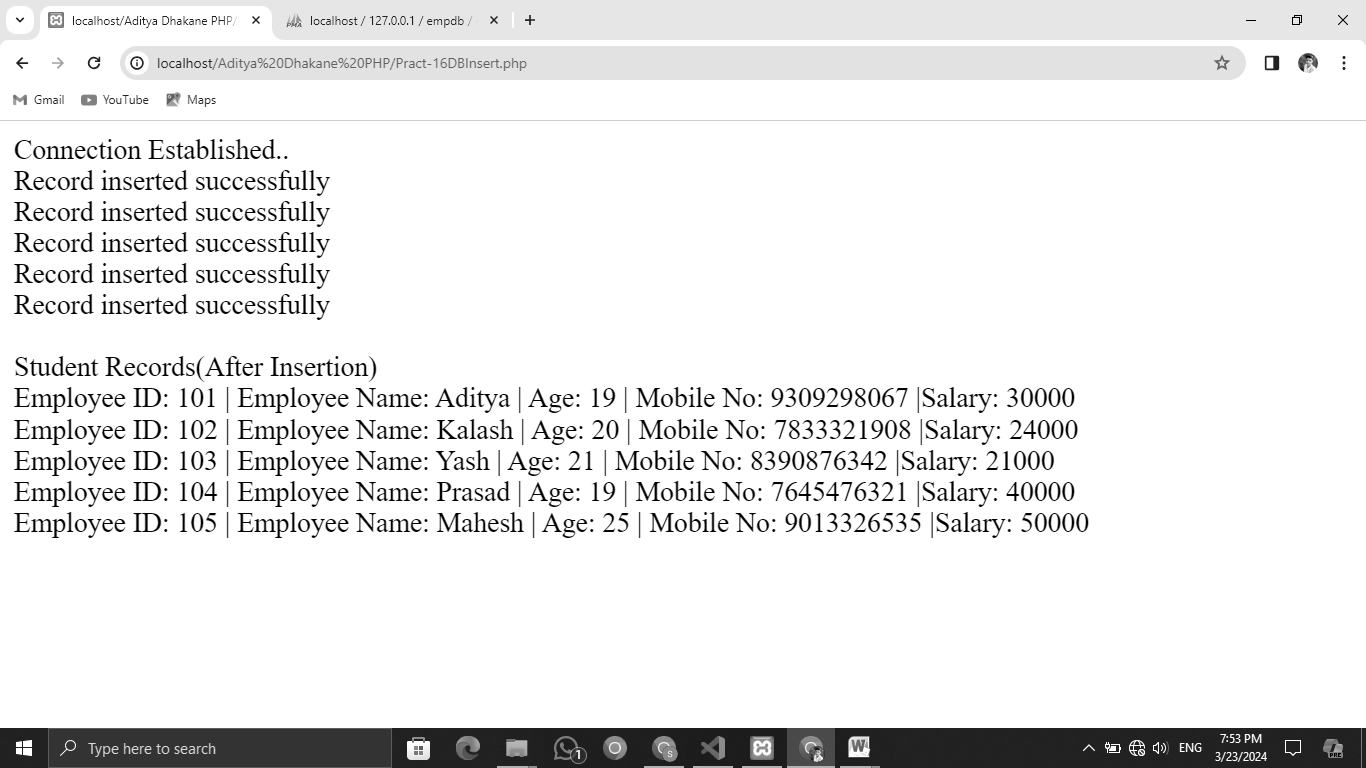 localhost/Aditya Dhakane PHP/
localhost / 127.0.0.1 / empdb /
localhost/Aditya%20Dhakane%20PHP/Pract-16DBInsert.php
Gmail YouTube Maps
Connection Established..
Record inserted successfully
Record inserted successfully
Record inserted successfully
Record inserted successfully
Record inserted successfully
Student Records(After Insertion)
Employee ID: 101 | Employee Name: Aditya | Age: 19 | Mobile No: 9309298067 |Salary: 30000
Employee ID: 102 | Employee Name: Kalash | Age: 20 | Mobile No: 7833321908 |Salary: 24000
Employee ID: 103 | Employee Name: Yash | Age: 21 | Mobile No: 8390876342 |Salary: 21000
Employee ID: 104 | Employee Name: Prasad | Age: 19 | Mobile No: 7645476321 |Salary: 40000
Employee ID: 105 | Employee Name: Mahesh | Age: 25 | Mobile No: 9013326535 |Salary: 50000
Type here to search
1
S
W
ENG
7:53 PM
3/23/2024
PRE